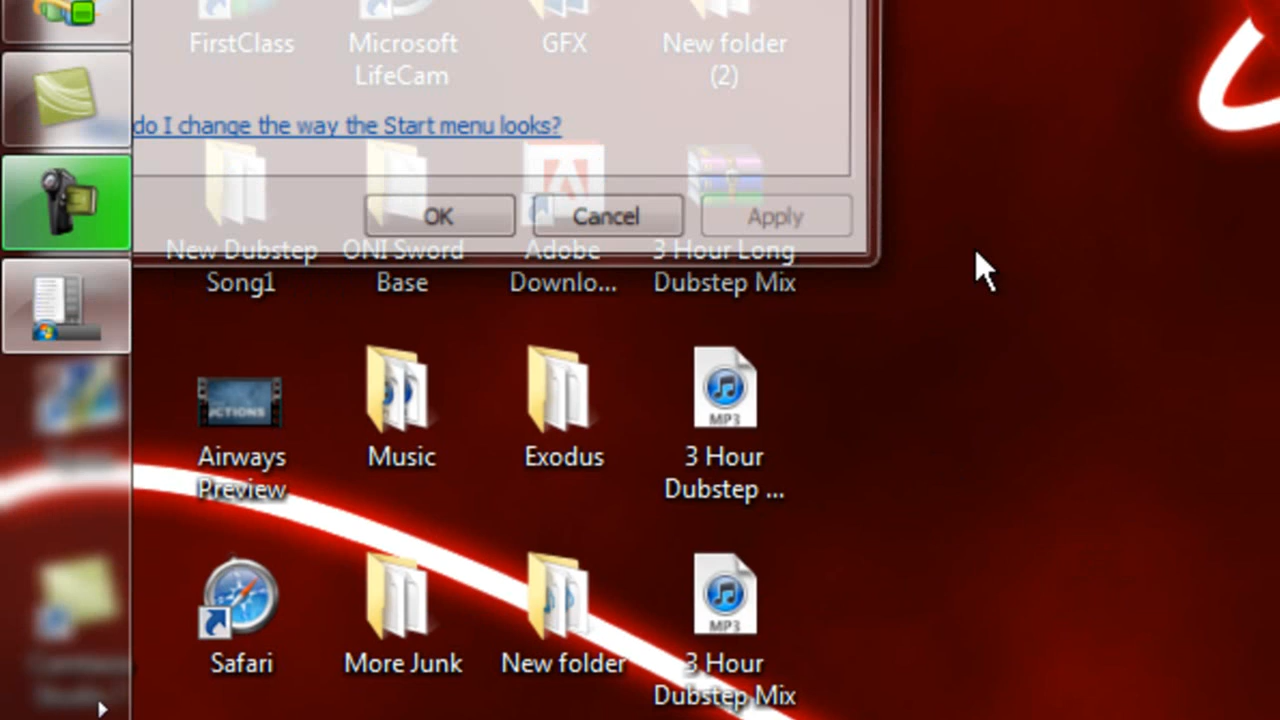 FirstClass
Microsoft
LifeCam
GFX
New folder
(2)
do I change the way the Start menu looks?
OK
Cancel
Apply
New Dubstep
Song1
ONI Sword
Base
Adobe
Downlo...
3 Hour Long
Dubstep Mix
CTIONS
Airways
Preview
Music
Exodus
MP3
3 Hour
Dubstep ...
Safari
More Junk
New folder
MP3
3 Hour
Dubstep Mix